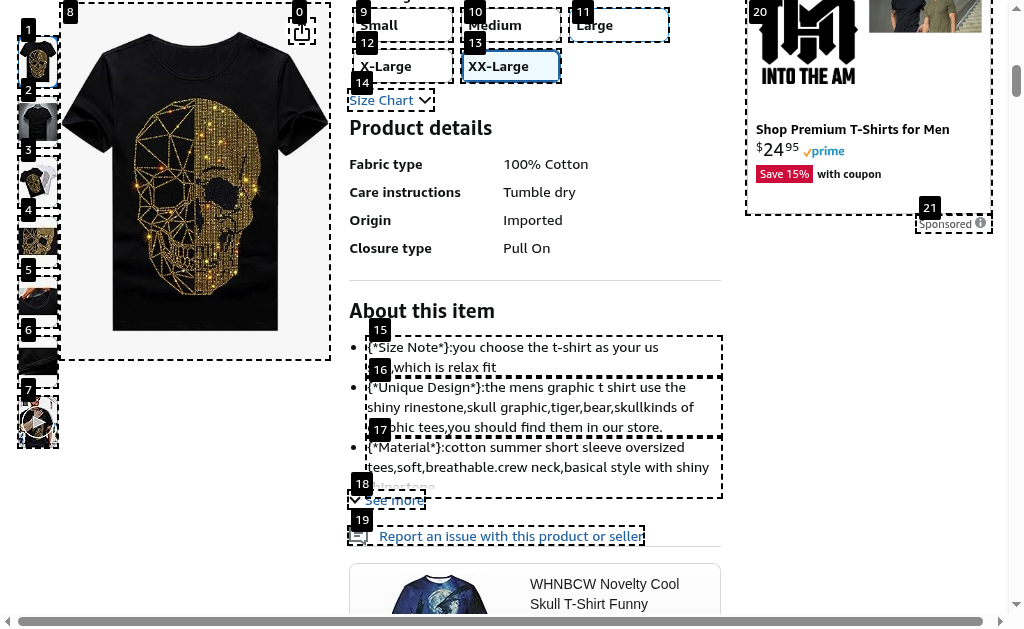 8
0
9
Small
10
Medium
11
Large
12
X-Large
13
XX-Large
14
Size Chart
1
2
3
4
5
6
7
Product details
Fabric type 100% Cotton
Care instructions Tumble dry
Origin Imported
Closure type Pull On
About this item
15
{*Size Note*}:you choose the t-shirt as your us
,which is relax fit
16
{*Unique Design*}:the mens graphic t shirt use the
shiny rinestone,skull graphic,tiger,bear,skullkinds of
tees,you should find them in our store.
17
{*Material*}:cotton summer short sleeve oversized
tees,soft,breathable.crew neck,basical style with shiny
18
See more
19
Report an issue with this product or seller
WHNBCW Novelty Cool
Skull T-Shirt Funny
20
INTO THE AM
Shop Premium T-Shirts for Men
$24 95 prime
Save 15% with coupon
21
Sponsored